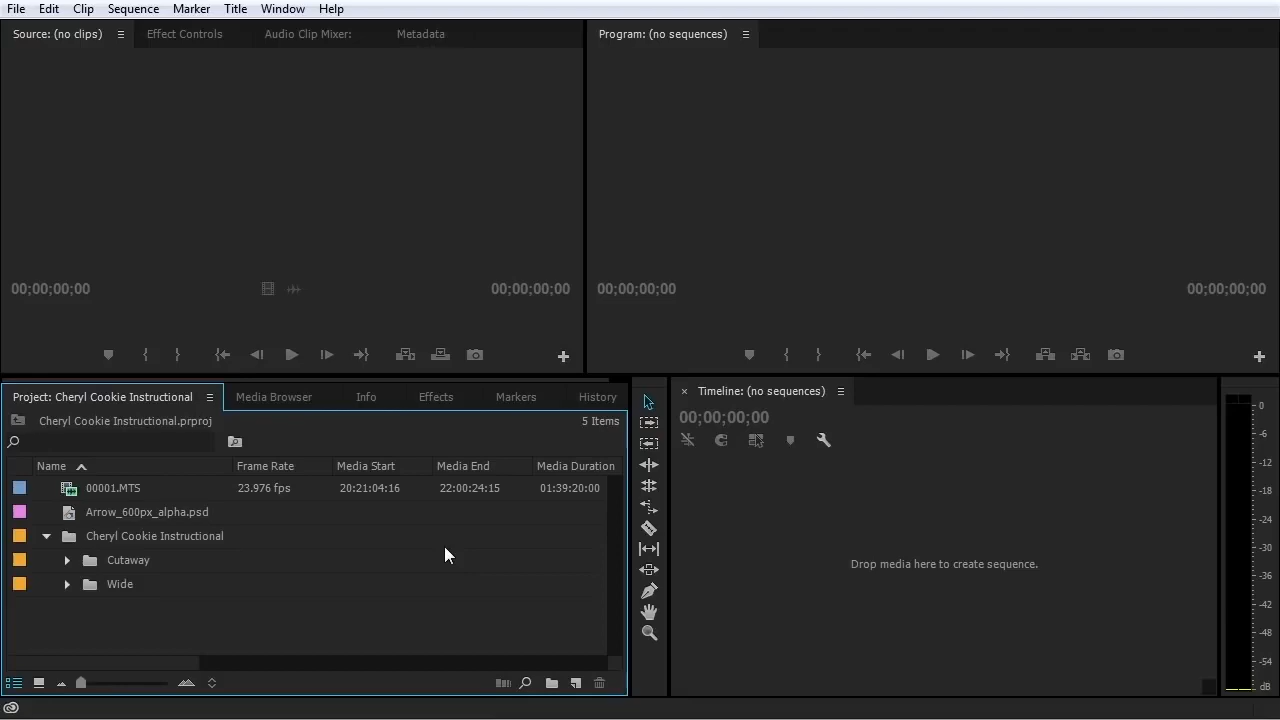 File Edit Clip Sequence Marker Title Window Help
Source: (no clips) Effect Controls Audio Clip Mixer: Metadata
Program: (no sequences)
00;00;00;00 00;00;00;00
00;00;00;00 00;00;00;00
Project: Cheryl Cookie Instructional Media Browser Info Effects Markers History
Cheryl Cookie Instructional.prproj 5 Items
Name Frame Rate Media Start Media End Media Duration
00001.MTS 23.976 fps 20:21:04:16 22:00:24:15 01:39:20:00
Arrow_600px_alpha.psd
Cheryl Cookie Instructional
Cutaway
Wide
Timeline: (no sequences)
00;00;00;00
Drop media here to create sequence.
0
-6
-12
-18
-24
-30
-36
-42
-48
-54
dB